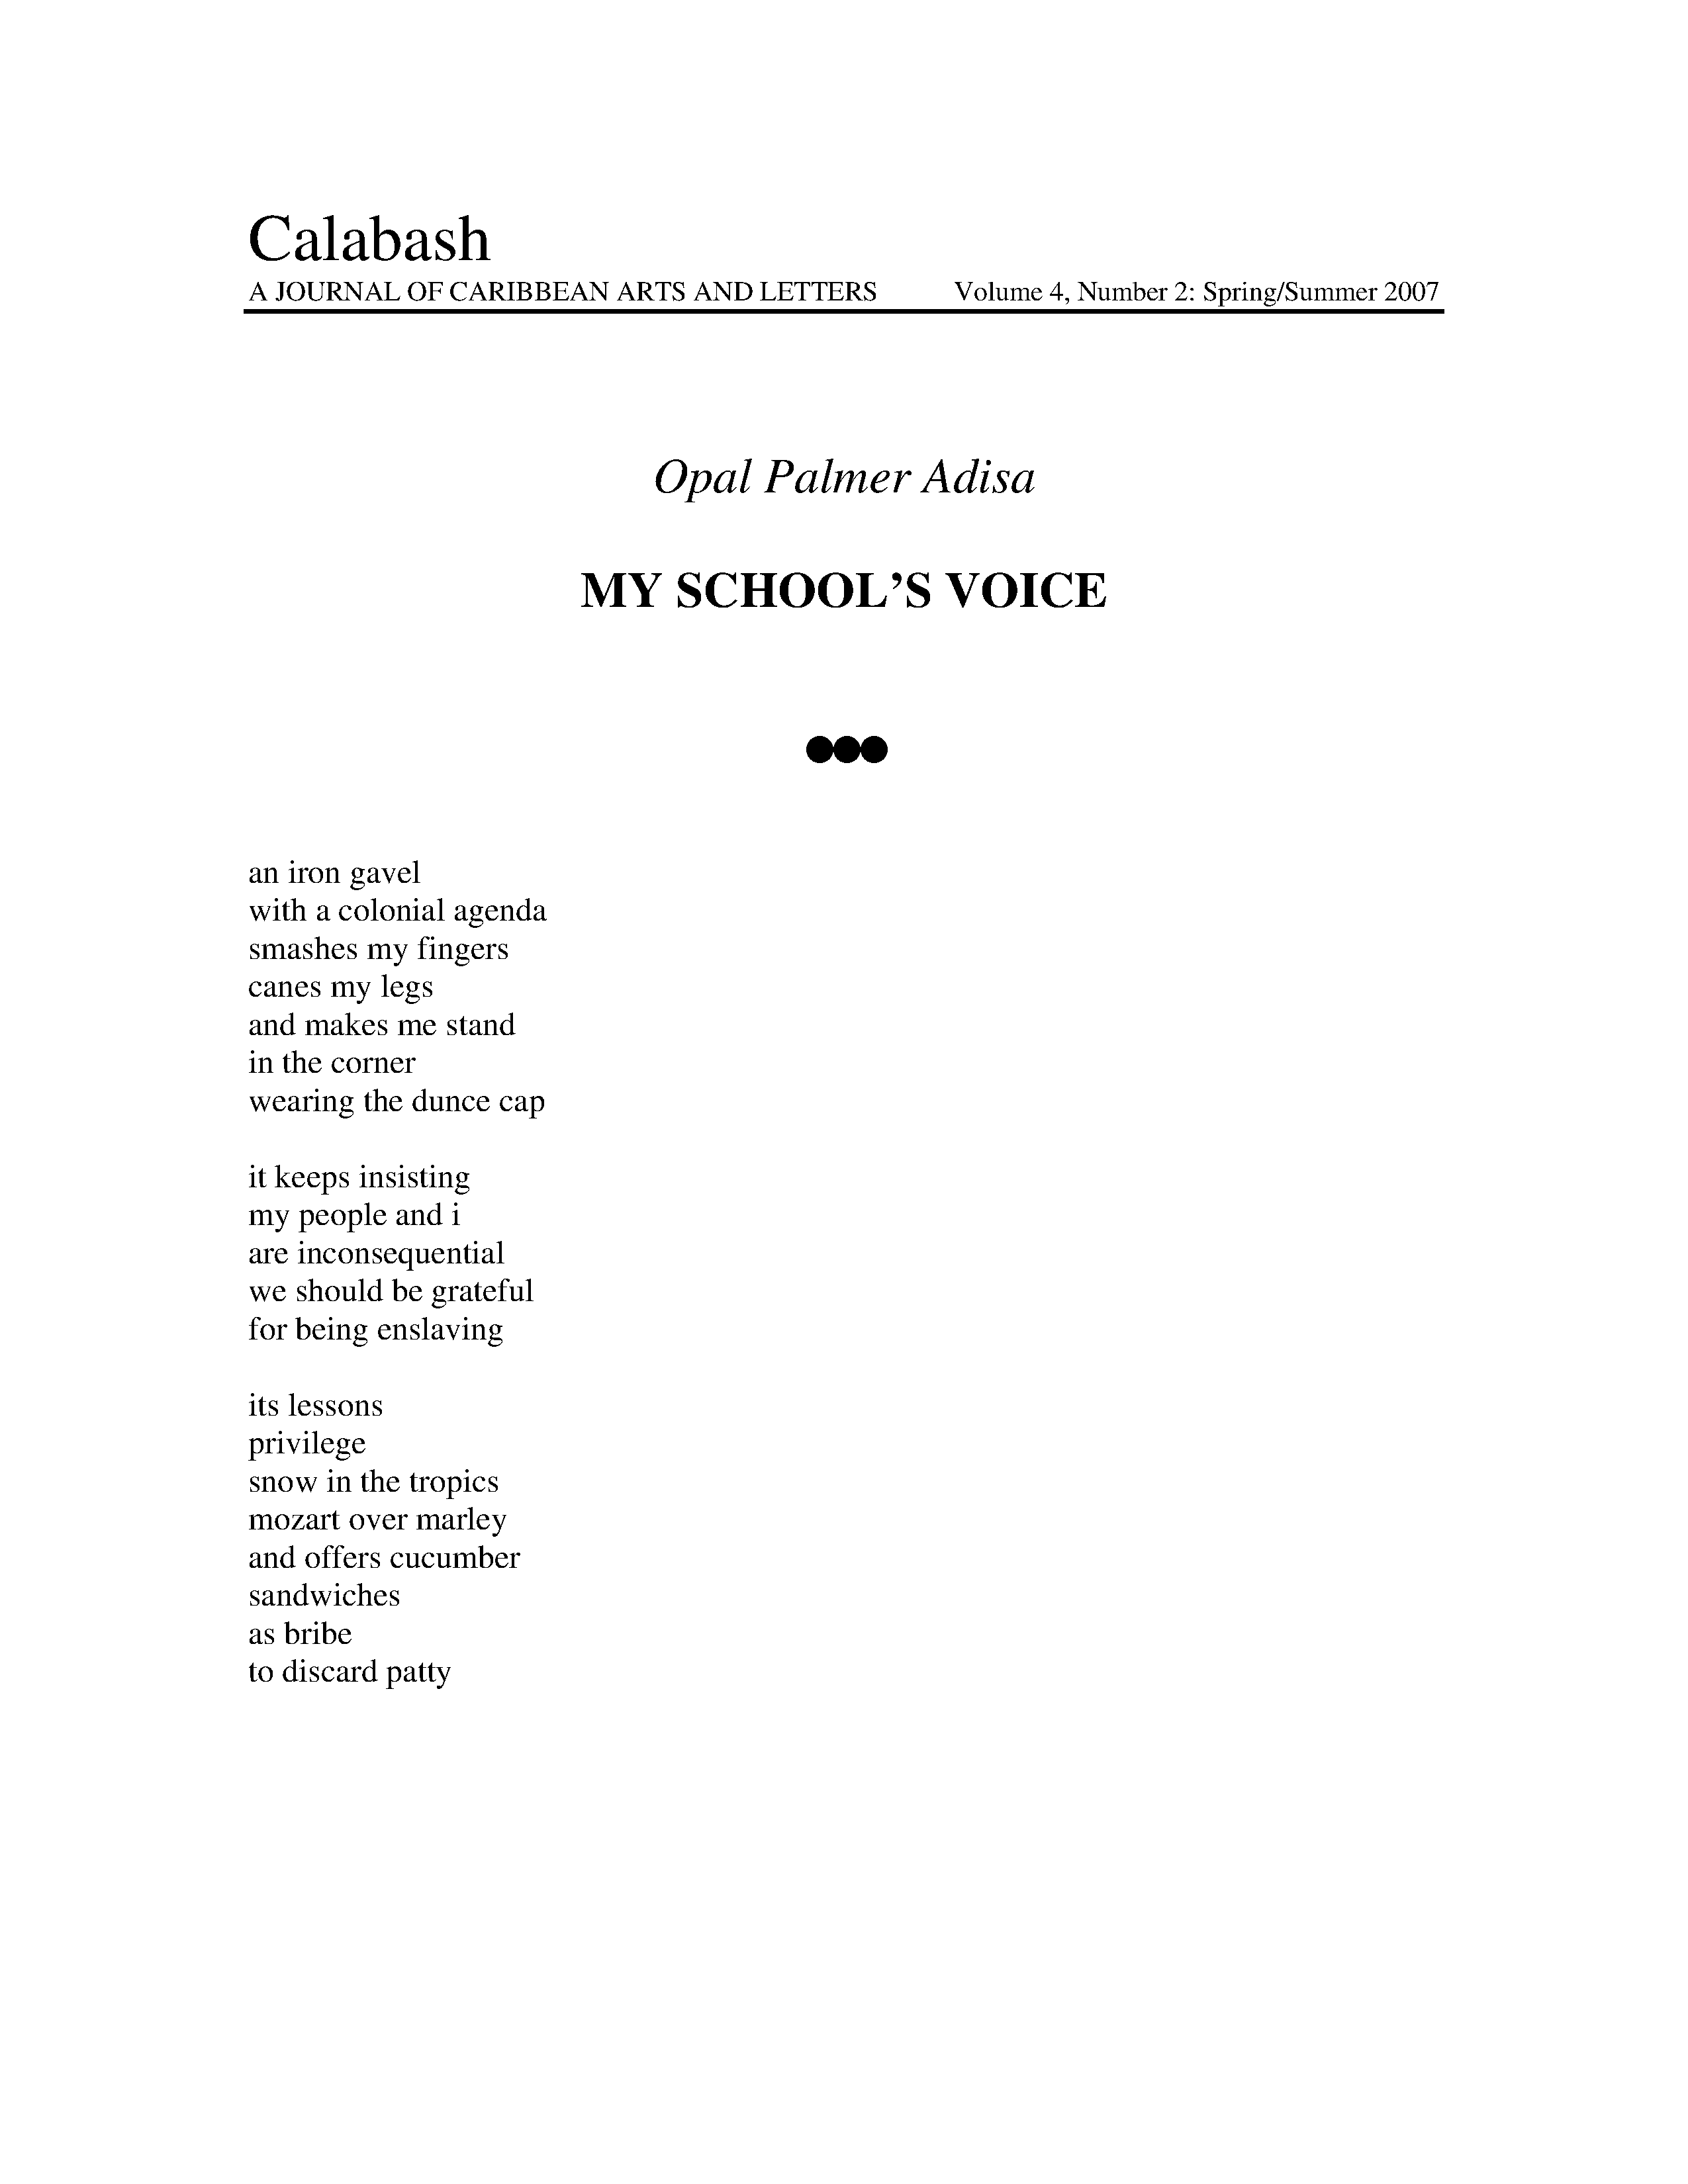 Calabash
A JOURNAL OF CARIBBEAN ARTS AND LETTERS Volume 4, Number 2: Spring/Summer 2007
Opal Palmer Adisa
MY SCHOOL’S VOICE
an iron gavel
with a colonial agenda
smashes my fingers
canes my legs
and makes me stand
in the corner
wearing the dunce cap
it keeps insisting
my people and i
are inconsequential
we should be grateful
for being enslaving
its lessons
privilege
snow in the tropics
mozart over marley
and offers cucumber
sandwiches
as bribe
to discard patty